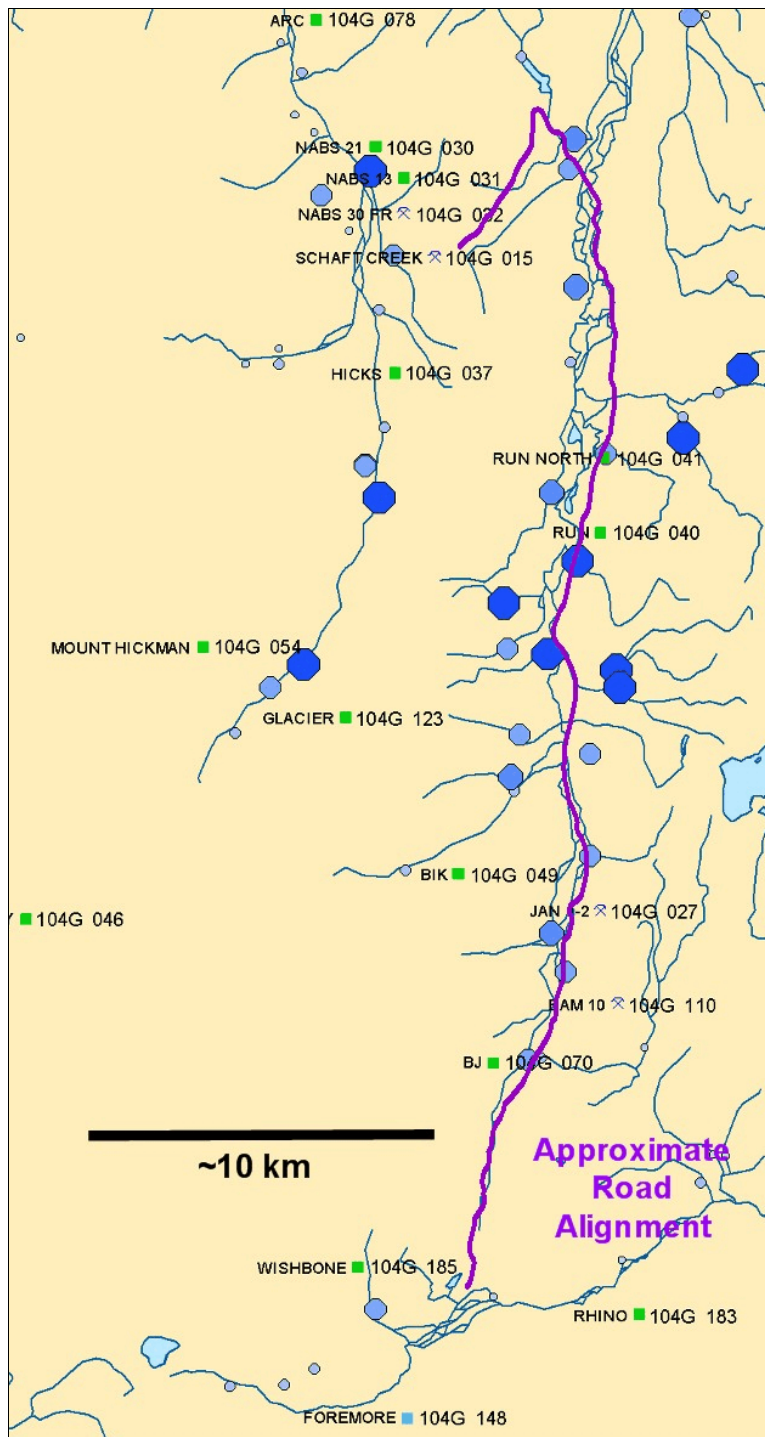 ARC 104G 078
NABS 21 104G 030
NABS 13 104G 031
NABS 30 FR 104G 032
SCHAFT CREEK 104G 015
HICKS 104G 037
RUN NORTH 104G 041
RUN 104G 040
MOUNT HICKMAN 104G 054
GLACIER 104G 123
BIK 104G 049
JAN 104G 027
Y 104G 046
104G 110
BJ 104G 070
~10 km
Approximate
Road
Alignment
WISHBONE 104G 185
RHINO 104G 183
FOREMORE 104G 148